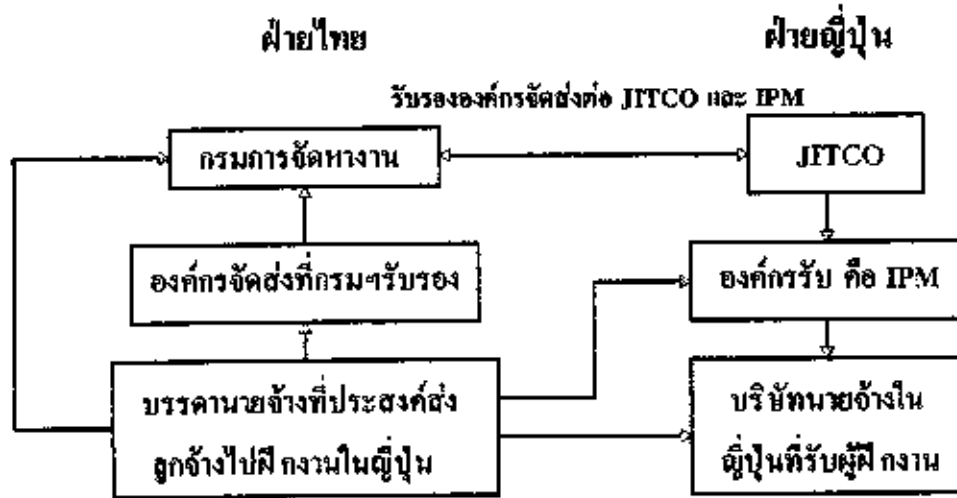 ฝ่ายไทย
ฝ่ายญี่ปุ่น
รับรององค์กรจัดส่งต่อ JITCO และ IPM
กรมการจัดหางาน
JITCO
องค์กรจัดส่งที่กรมฯรับรอง
องค์กรรับ คือ IPM
บรรดานายจ้างที่ประสงค์ส่ง
ลูกจ้างไปฝึกงานในญี่ปุ่น
บริษัทนายจ้างใน
ญี่ปุ่นที่รับผู้ฝึกงาน